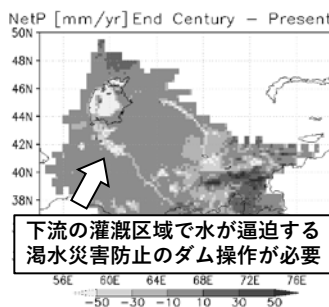 NetP [mm/yr] End Century - Present
50N
48N
46N
44N
42N
40N
38N
下流の灌漑区域で水が逼迫する
渇水災害防止のダム操作が必要
56E 60E 64E 68E 72E 76E
-50 -30 -10 10 30 50